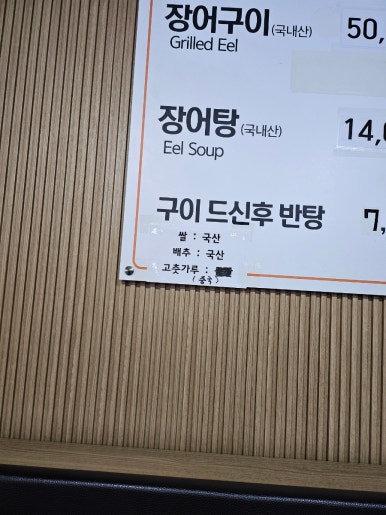 장어구이(국내산) 50,
Grilled Eel
장어탕(국내산) 14,0
Eel Soup
구이 드신후 반탕 7,
쌀 : 국산
배추 : 국산
고춧가루 :
(중국)